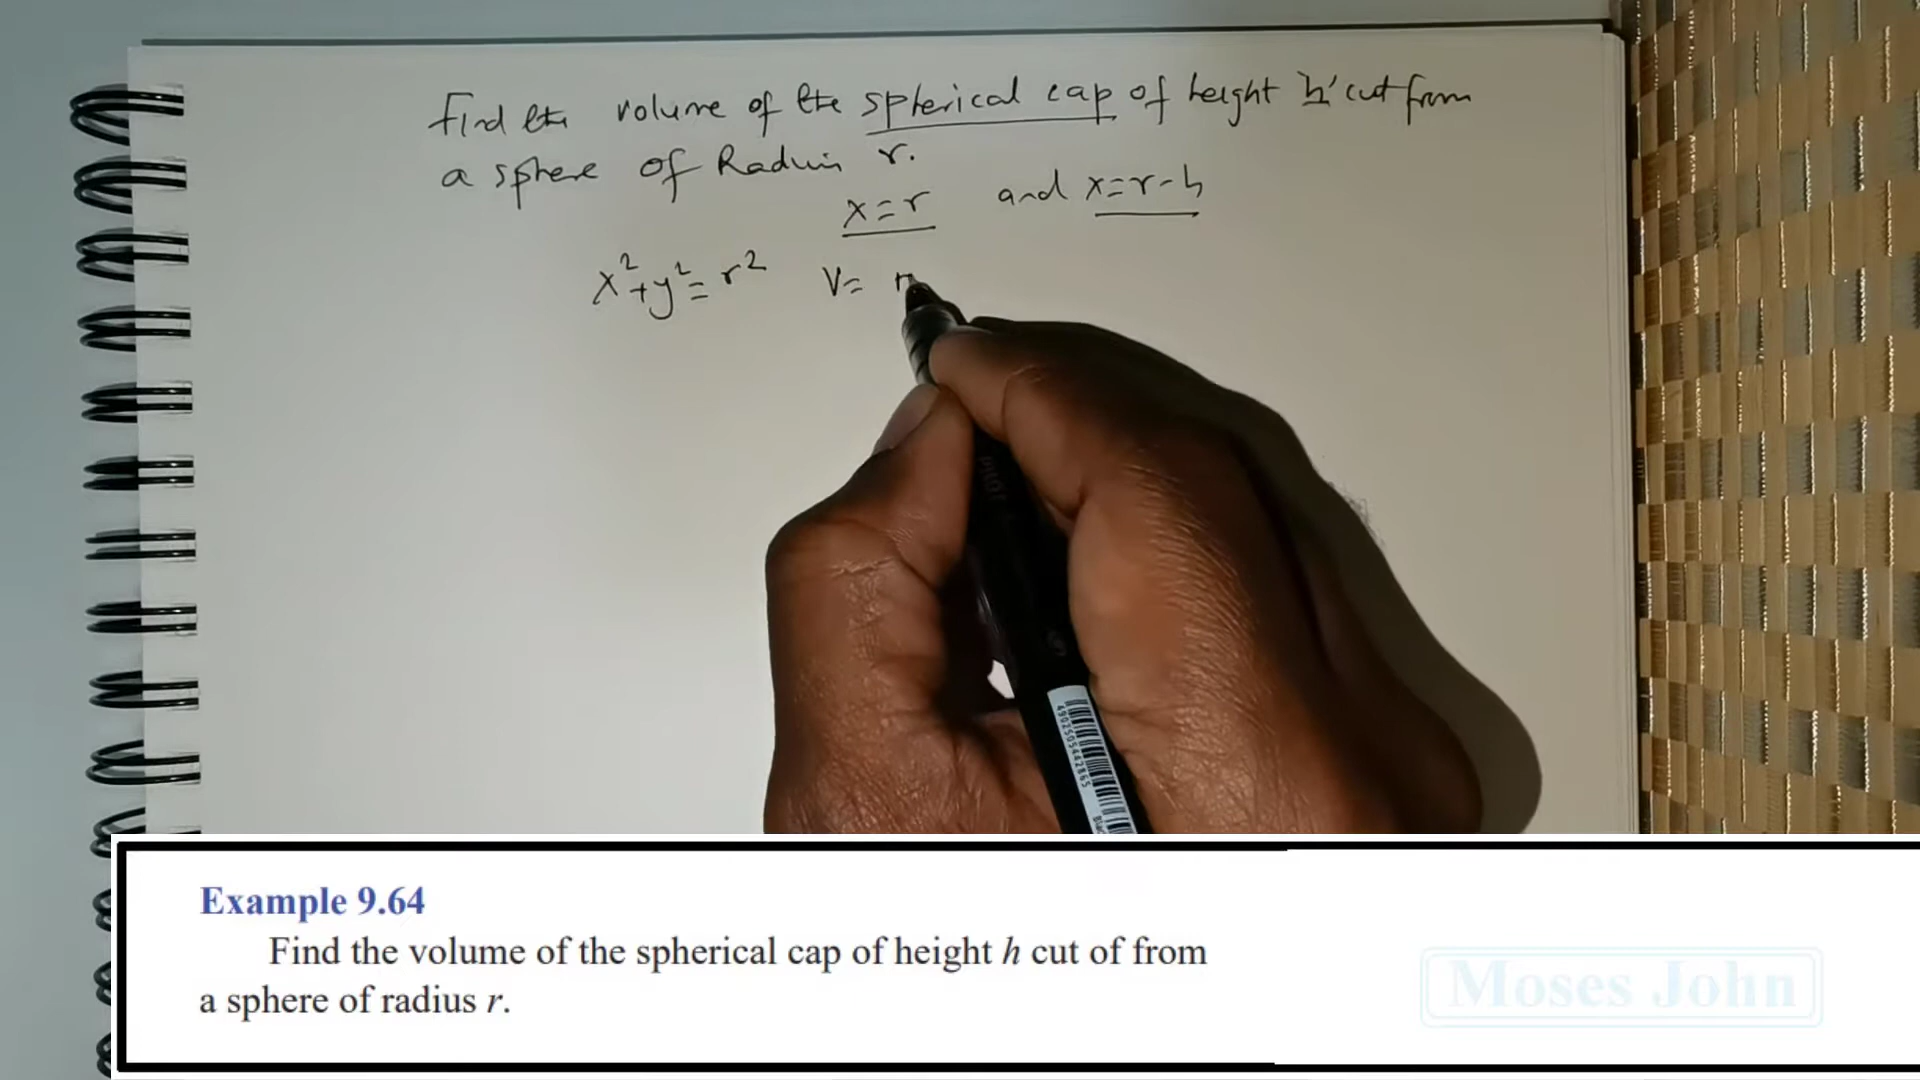 Find the volume of the spherical cap of height 'h' cut from
a sphere of Radius r.
x=r and x=r-h
x²+y²=r² V= π
PILOT
4902505442865
Example 9.64
Find the volume of the spherical cap of height h cut of from
a sphere of radius r.
Moses John